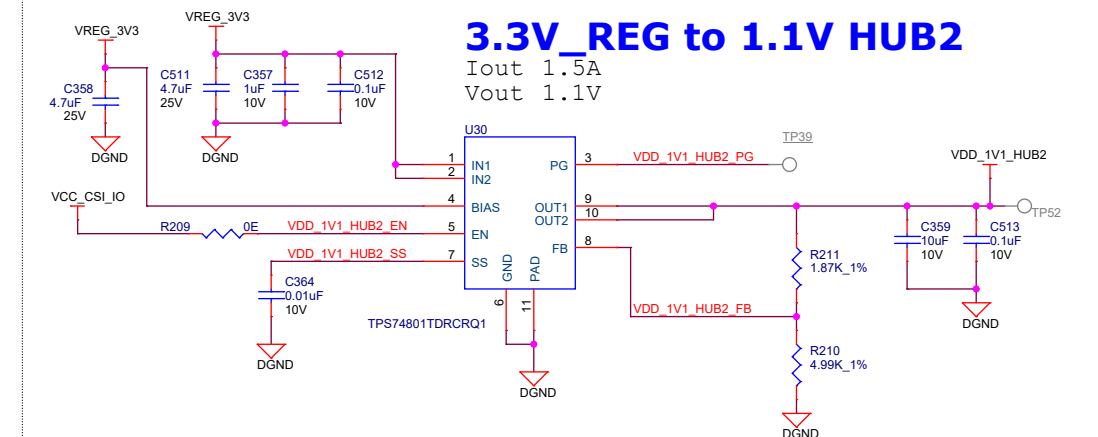 3.3V_REG to 1.1V HUB2
Iout 1.5A
Vout 1.1V
VREG_3V3
VREG_3V3
C358
4.7uF
25V
DGND
C511
4.7uF
25V
C357
1uF
10V
C512
0.1uF
10V
DGND
U30
1
IN1
2
IN2
4
BIAS
5
EN
7
SS
PG
3
OUT1
9
OUT2
10
FB
8
GND
6
PAD
11
TPS74801TDRCRQ1
DGND
VCC_CSI_IO
R209
0E
VDD_1V1_HUB2_EN
VDD_1V1_HUB2_SS
C364
0.01uF
10V
DGND
VDD_1V1_HUB2_PG
TP39
VDD_1V1_HUB2
TP52
R211
1.87K_1%
VDD_1V1_HUB2_FB
R210
4.99K_1%
DGND
C359
10uF
10V
C513
0.1uF
10V
DGND